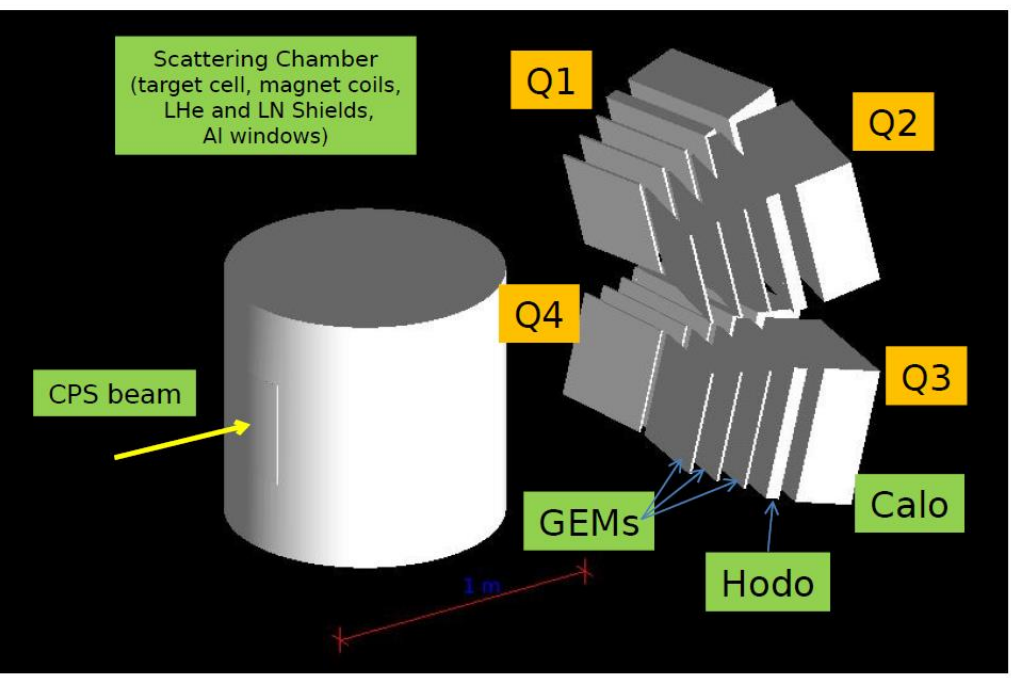 Scattering Chamber
(target cell, magnet coils,
LHe and LN Shields,
Al windows)
Q1
Q2
Q4
CPS beam
Q3
GEMs
Calo
Hodo
1 m